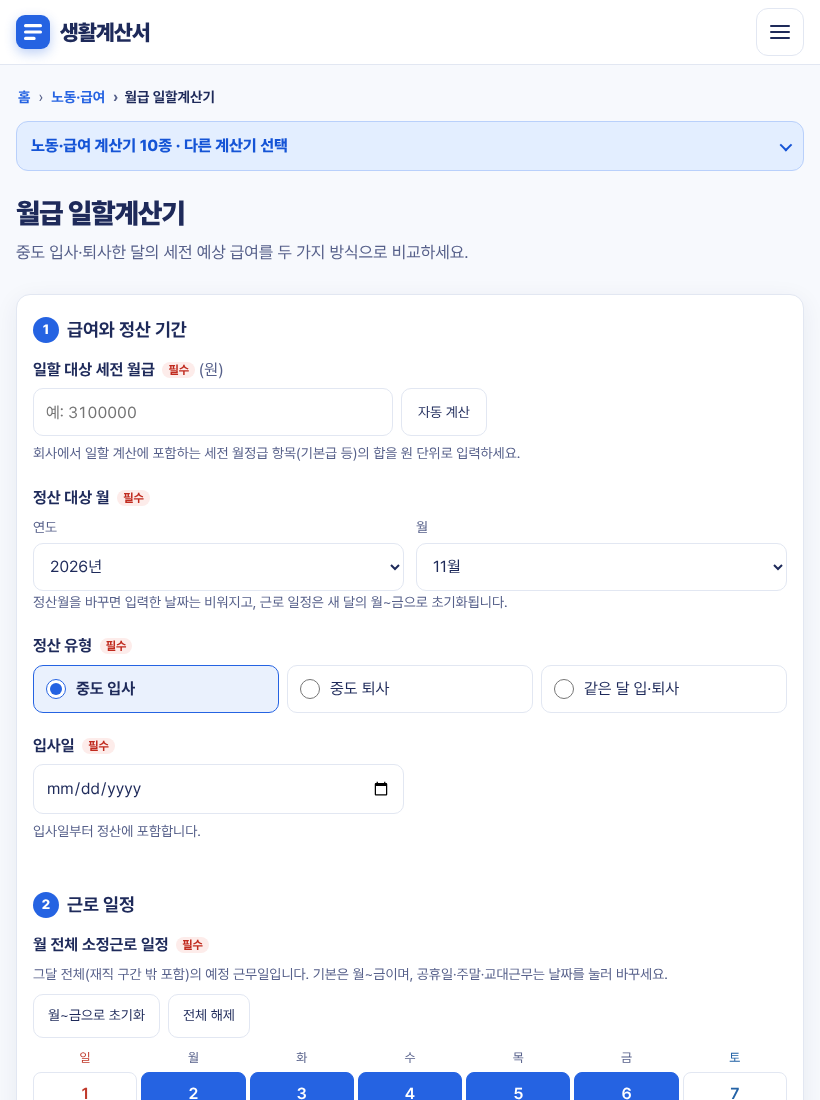 생활계산서
홈 › 노동·급여 › 월급 일할계산기
노동·급여 계산기 10종 · 다른 계산기 선택
월급 일할계산기
중도 입사·퇴사한 달의 세전 예상 급여를 두 가지 방식으로 비교하세요.
1 급여와 정산 기간
일할 대상 세전 월급 필수 (원)
예: 3100000 자동 계산
회사에서 일할 계산에 포함하는 세전 월정급 항목(기본급 등)의 합을 원 단위로 입력하세요.
정산 대상 월 필수
연도 월
2026년 11월
정산월을 바꾸면 입력한 날짜는 비워지고, 근로 일정은 새 달의 월~금으로 초기화됩니다.
정산 유형 필수
중도 입사 중도 퇴사 같은 달 입·퇴사
입사일 필수
mm/dd/yyyy
입사일부터 정산에 포함합니다.
2 근로 일정
월 전체 소정근로 일정 필수
그달 전체(재직 구간 밖 포함)의 예정 근무일입니다. 기본은 월~금이며, 공휴일·주말·교대근무는 날짜를 눌러 바꾸세요.
월~금으로 초기화 전체 해제
일 월 화 수 목 금 토
1 2 3 4 5 6 7